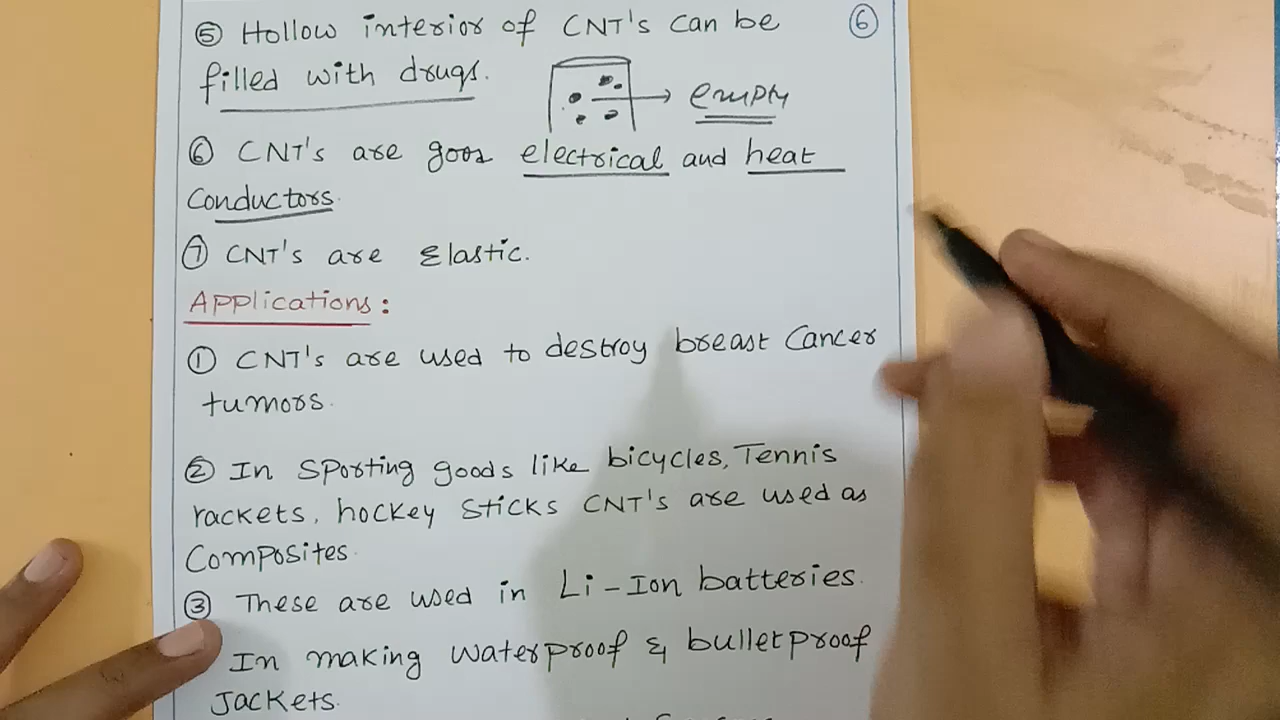 ⑤ Hollow interior of CNT's can be ⑥
filled with drugs.
empty
⑥ CNT's are good electrical and heat
Conductors.
⑦ CNT's are Elastic.
Applications:
① CNT's are used to destroy breast Cancer
tumors.
② In Sporting goods like bicycles, Tennis
rackets, hockey Sticks CNT's are used as
Composites.
③ These are used in Li-Ion batteries.
In making waterproof & bulletproof
Jackets.